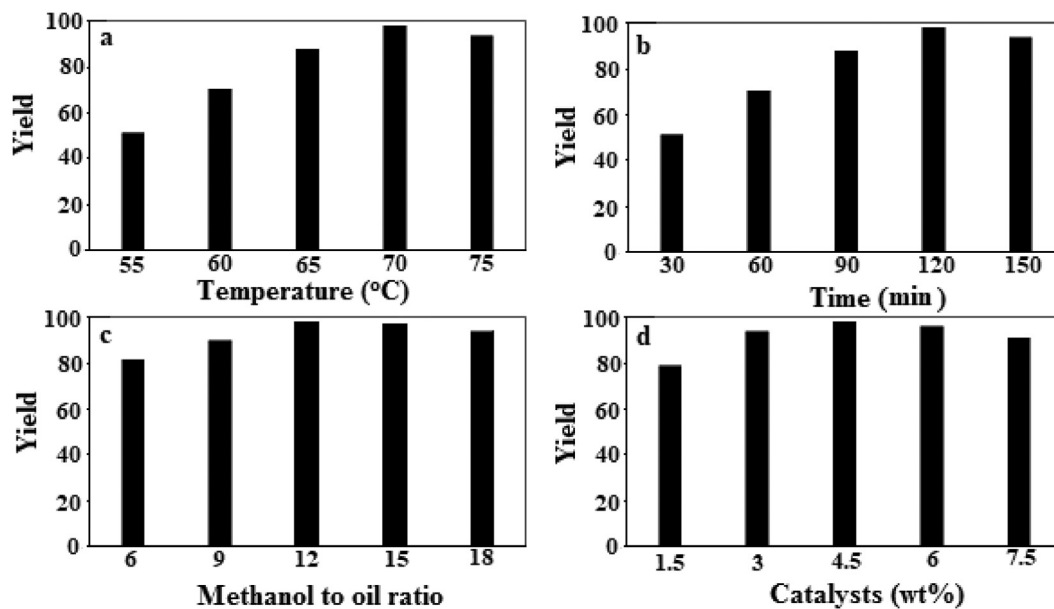 a
Yield
100
80
60
40
20
0
55 60 65 70 75
Temperature (°C)
b
Yield
100
80
60
40
20
0
30 60 90 120 150
Time (min)
c
Yield
100
80
60
40
20
0
6 9 12 15 18
Methanol to oil ratio
d
Yield
100
80
60
40
20
0
1.5 3 4.5 6 7.5
Catalysts (wt%)